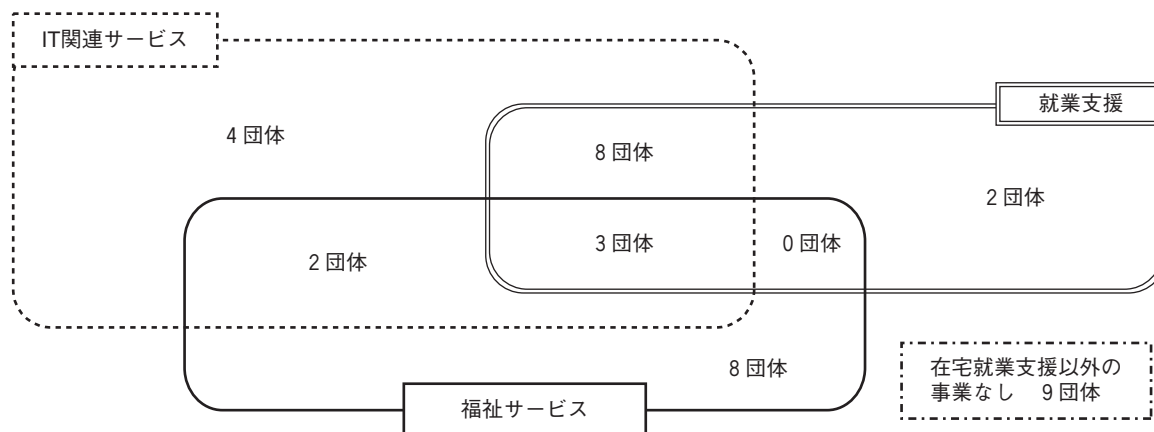 IT関連サービス
就業支援
4団体
8団体
2団体
3団体
0団体
2団体
8団体
在宅就業支援以外の
事業なし　9団体
福祉サービス